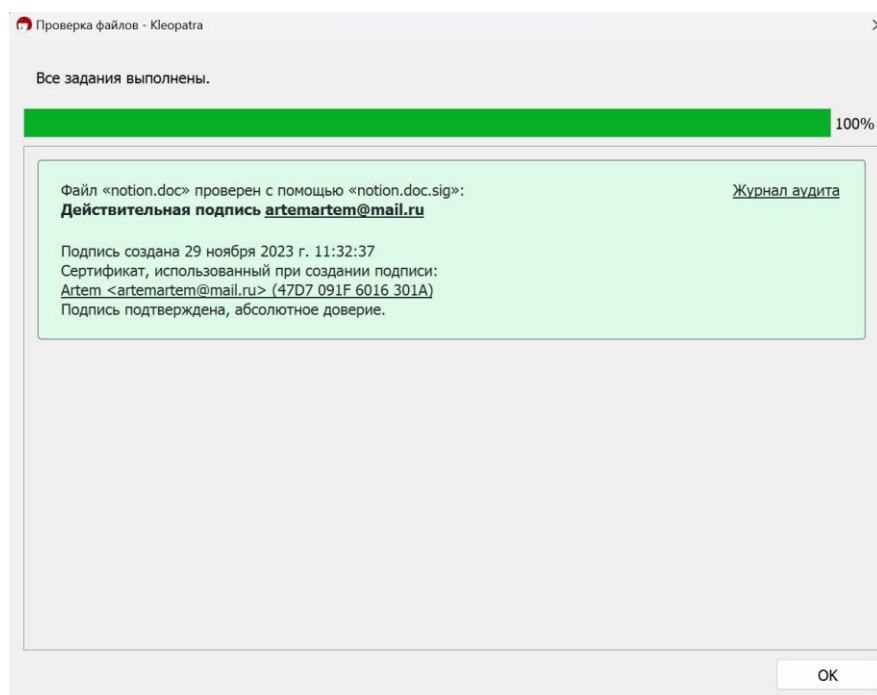 Проверка файлов - Kleopatra
Все задания выполнены.
100%
Файл «notion.doc» проверен с помощью «notion.doc.sig»:
Журнал аудита
Действительная подпись artemartem@mail.ru
Подпись создана 29 ноября 2023 г. 11:32:37
Сертификат, использованный при создании подписи:
Artem <artemartem@mail.ru> (47D7 091F 6016 301A)
Подпись подтверждена, абсолютное доверие.
OK